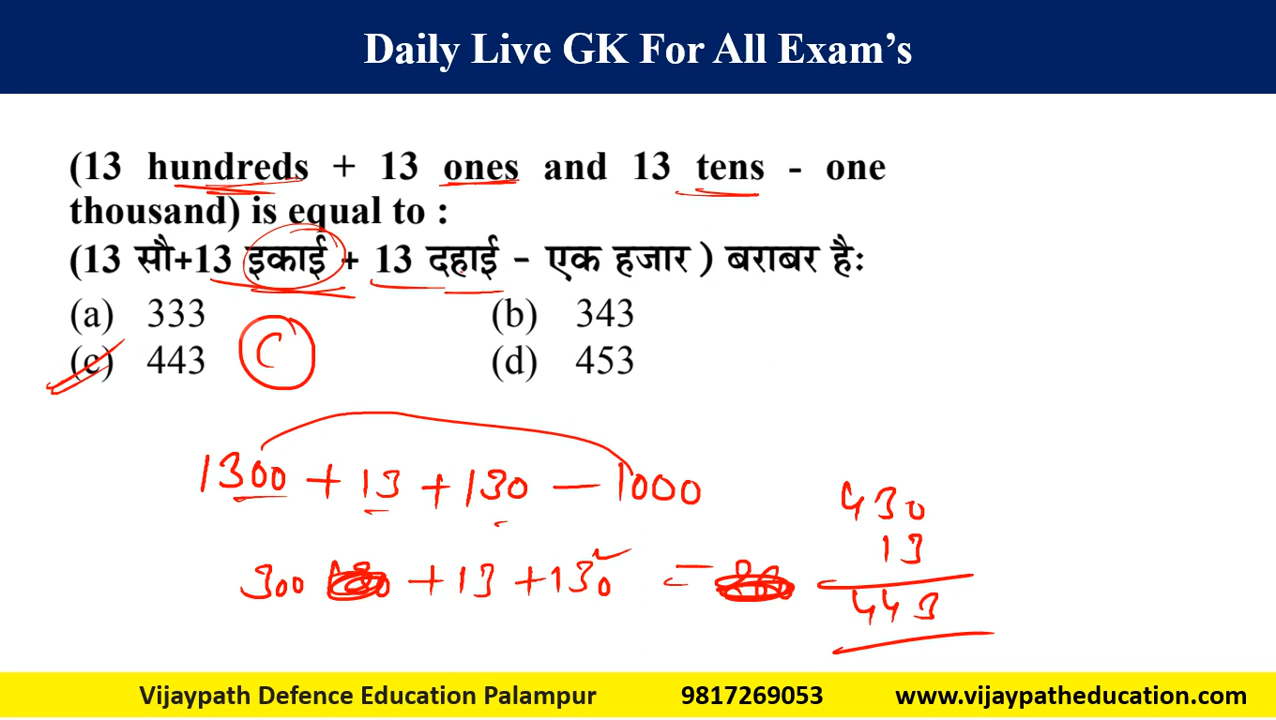 Daily Live GK For All Exam's
(13 hundreds + 13 ones and 13 tens - one
thousand) is equal to :
(13 सौ+13 इकाई + 13 दहाई - एक हजार ) बराबर है:
(a) 333 (b) 343
(c) 443 C (d) 453
1300 + 13 + 130 - 1000
430
13
300 + 13 + 130 =
443
Vijaypath Defence Education Palampur 9817269053 www.vijaypatheducation.com